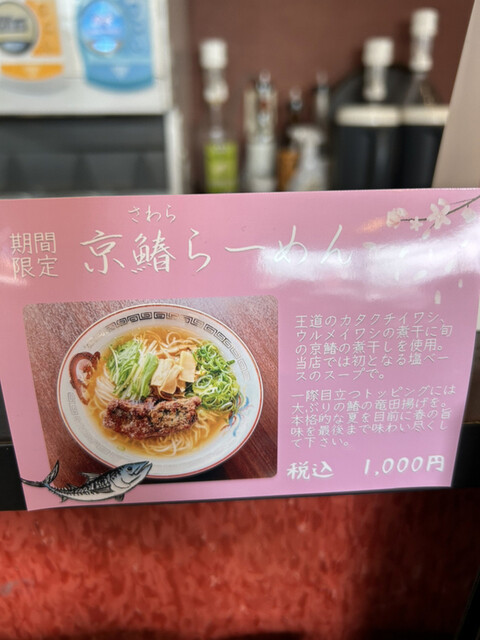 期間
限定
さわら
京鰆らーめん
王道のカタクチイワシ、
ウルメイワシの煮干に旬
の京鰆の煮干しを使用。
当店では初となる塩ベー
スのスープで。
一際目立つトッピングには
大ぶりの鰆の竜田揚げを。
本格的な夏を目前に春の旨
味を最後まで味わい尽くし
て下さい。
税込 1,000円